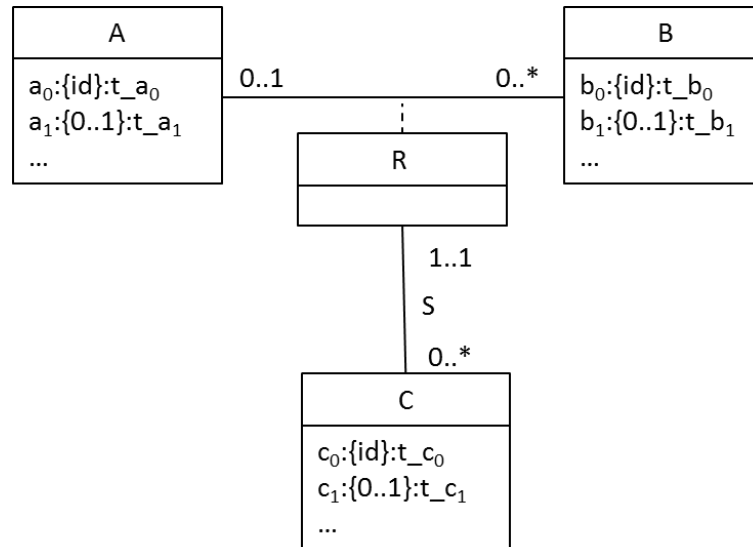 A
a₀:{id}:t_a₀
a₁:{0..1}:t_a₁
...
0..1
0..*
B
b₀:{id}:t_b₀
b₁:{0..1}:t_b₁
...
R
1..1
S
0..*
C
c₀:{id}:t_c₀
c₁:{0..1}:t_c₁
...